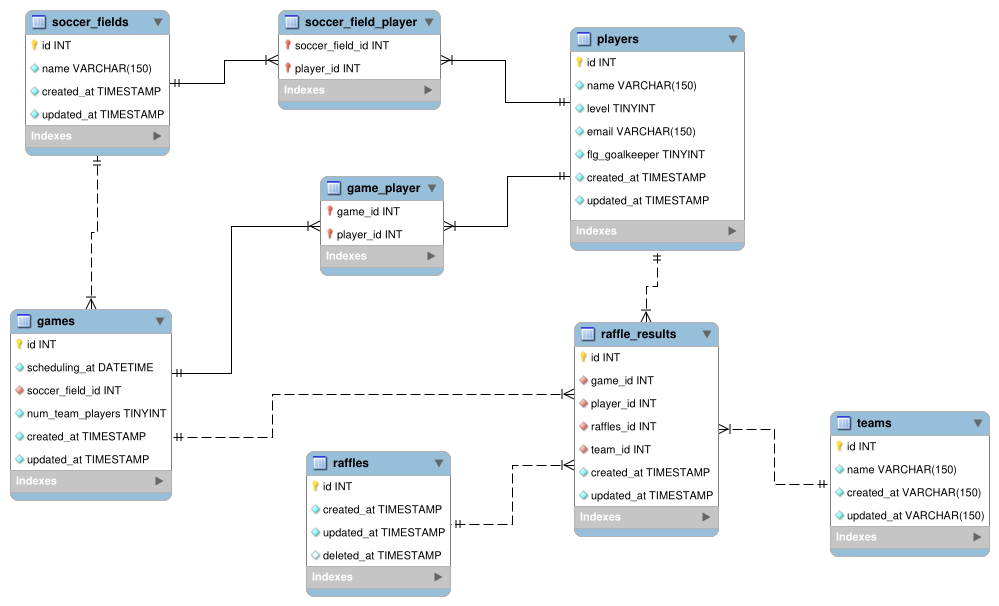 soccer_fields
id INT
name VARCHAR(150)
created_at TIMESTAMP
updated_at TIMESTAMP
Indexes
soccer_field_player
soccer_field_id INT
player_id INT
Indexes
players
id INT
name VARCHAR(150)
level TINYINT
email VARCHAR(150)
flg_goalkeeper TINYINT
created_at TIMESTAMP
updated_at TIMESTAMP
Indexes
game_player
game_id INT
player_id INT
Indexes
games
id INT
scheduling_at DATETIME
soccer_field_id INT
num_team_players TINYINT
created_at TIMESTAMP
updated_at TIMESTAMP
Indexes
raffle_results
id INT
game_id INT
player_id INT
raffles_id INT
team_id INT
created_at TIMESTAMP
updated_at TIMESTAMP
Indexes
raffles
id INT
created_at TIMESTAMP
updated_at TIMESTAMP
deleted_at TIMESTAMP
Indexes
teams
id INT
name VARCHAR(150)
created_at VARCHAR(150)
updated_at VARCHAR(150)
Indexes